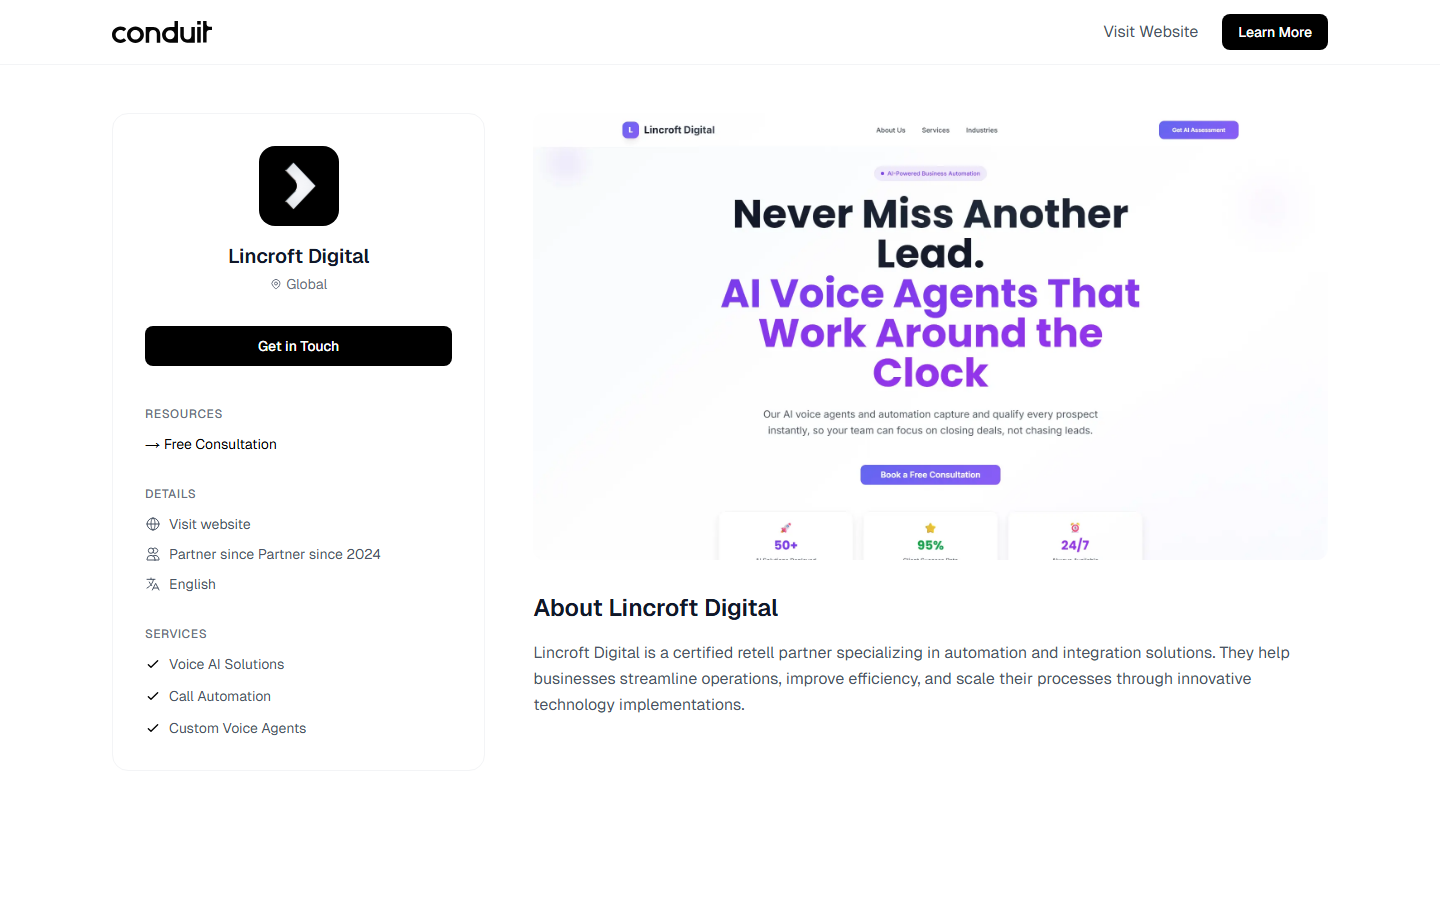 conduit
Visit Website
Learn More
Lincroft Digital
Global
Get in Touch
RESOURCES
→ Free Consultation
DETAILS
Visit website
Partner since Partner since 2024
English
SERVICES
Voice AI Solutions
Call Automation
Custom Voice Agents
L Lincroft Digital
About Us
Services
Industries
Get AI Assessment
AI-Powered Business Automation
Never Miss Another
Lead.
AI Voice Agents That
Work Around the
Clock
Our AI voice agents and automation capture and qualify every prospect
instantly, so your team can focus on closing deals, not chasing leads.
Book a Free Consultation
50+
95%
24/7
About Lincroft Digital
Lincroft Digital is a certified retell partner specializing in automation and integration solutions. They help
businesses streamline operations, improve efficiency, and scale their processes through innovative
technology implementations.